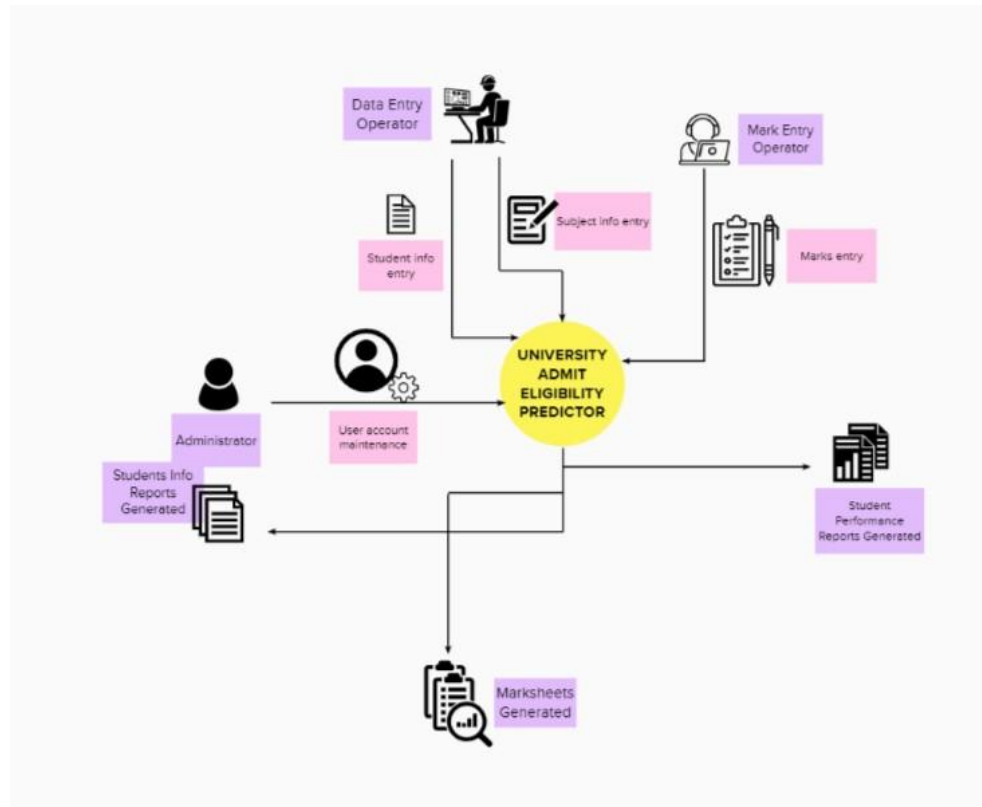 Data Entry
Operator
Mark Entry
Operator
Student info
entry
Subject info entry
Marks entry
UNIVERSITY
ADMIT
ELIGIBILITY
PREDICTOR
Administrator
User account
maintenance
Students Info
Reports
Generated
Student
Performance
Reports Generated
Marksheets
Generated